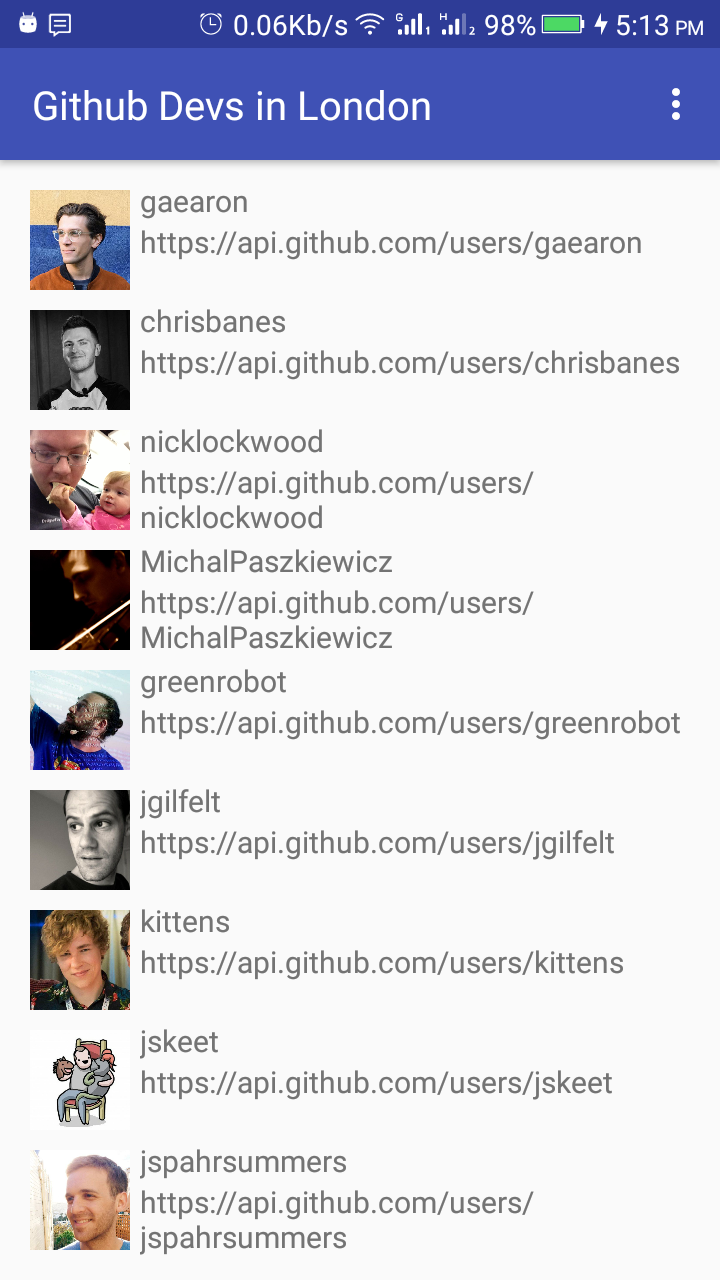 0.06Kb/s G 1 H 2 98% 5:13 PM
Github Devs in London
gaearon
https://api.github.com/users/gaearon
chrisbanes
https://api.github.com/users/chrisbanes
nicklockwood
https://api.github.com/users/
nicklockwood
MichalPaszkiewicz
https://api.github.com/users/
MichalPaszkiewicz
greenrobot
https://api.github.com/users/greenrobot
jgilfelt
https://api.github.com/users/jgilfelt
kittens
https://api.github.com/users/kittens
jskeet
https://api.github.com/users/jskeet
jspahrsummers
https://api.github.com/users/
jspahrsummers